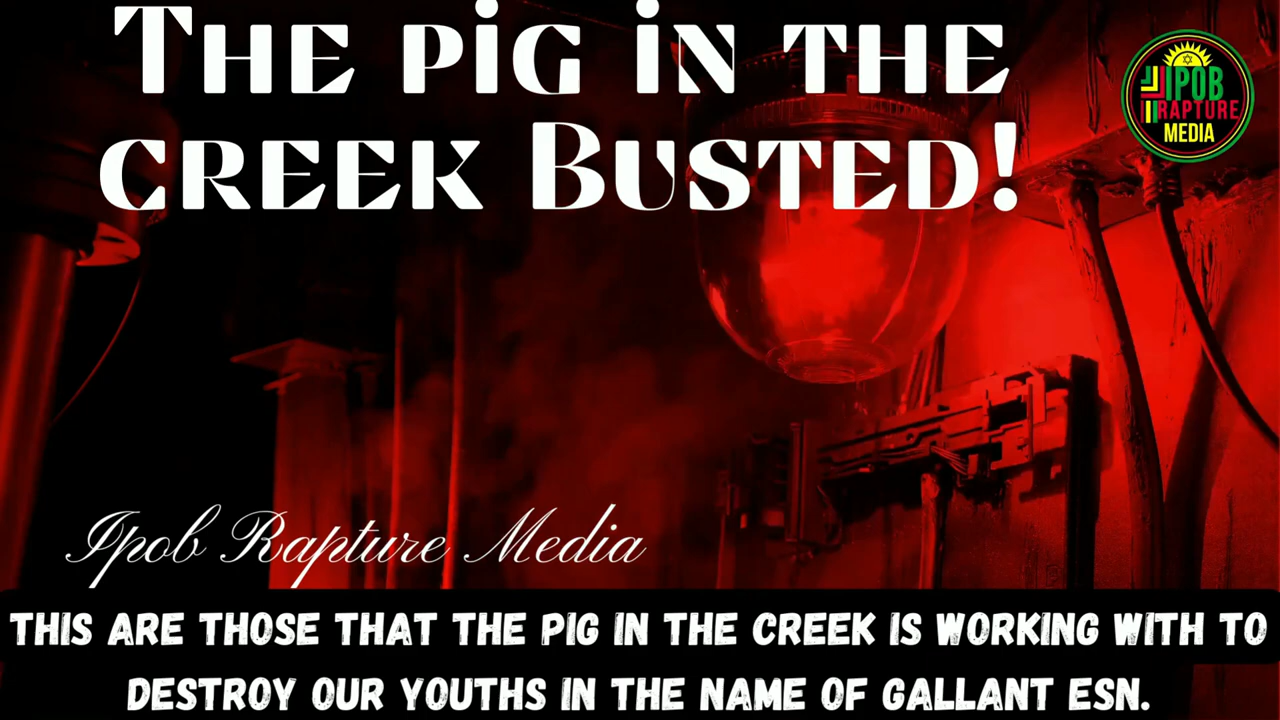 THE PiG iN THE
CREEK BUSTED!
IPOB
RAPTURE
MEDIA
Ipob Rapture Media
THIS ARE THOSE THAT THE PIG IN THE CREEK IS WORKING WITH TO
DESTROY OUR YOUTHS IN THE NAME OF GALLANT ESN.